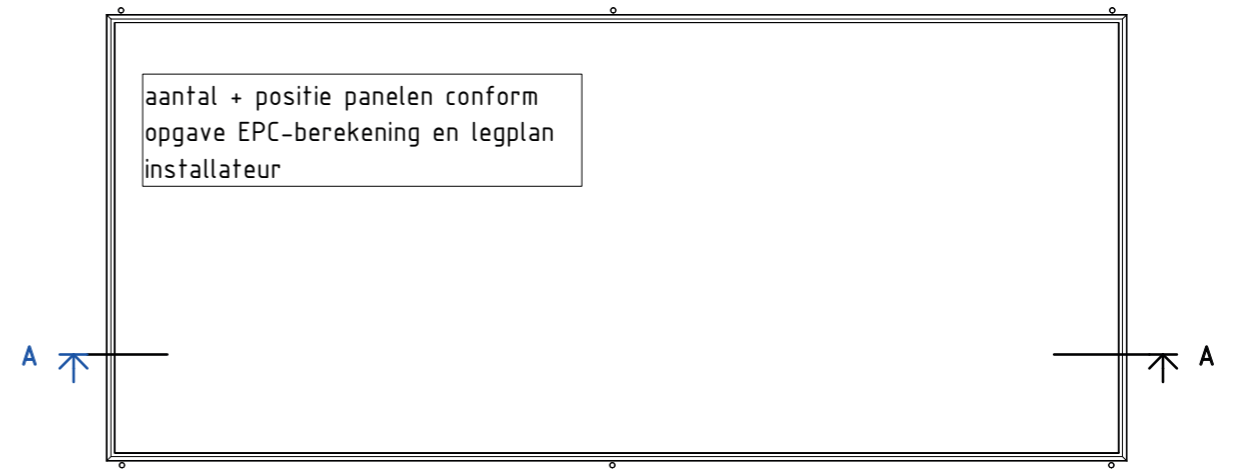 aantal + positie panelen conform
opgave EPC-berekening en legplan
installateur
A
A